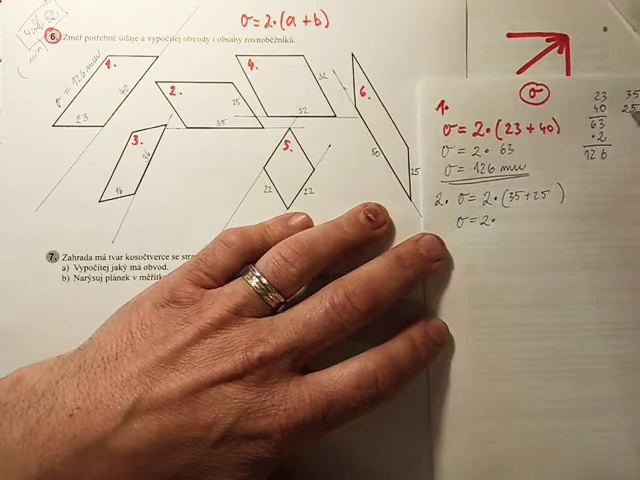 σ = 2·(a + b)
6. Změř potřebné údaje a vypočítej obvody i obsahy rovnoběžníků.
σ = 126 mm
1.
40
23
2.
25
35
4.
32
32
6.
50
25
3.
16
5.
22
22
7. Zahrada má tvar kosočtverce se
a) Vypočítej jaký má obvod.
b) Narýsuj plánek v měřítk
σ
1.
σ = 2·(23 + 40)
σ = 2· 63
σ = 126 mm
2. σ = 2·(35+25)
σ = 2·
23
40
63
·2
126
35
25